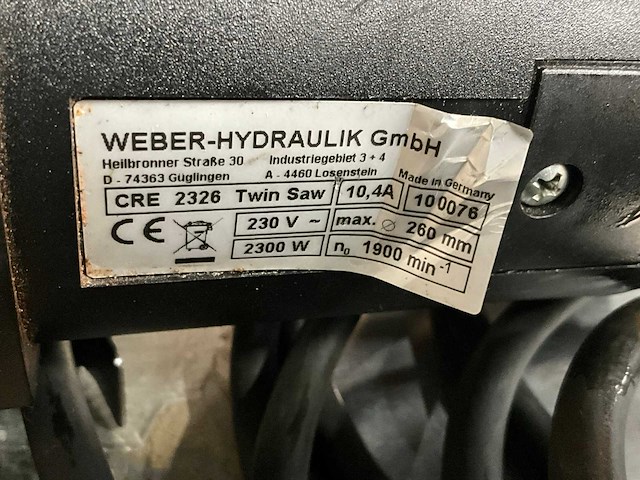 WEBER-HYDRAULIK GmbH
Heilbronner Straße 30 Industriegebiet 3 + 4
D - 74363 Güglingen A - 4460 Losenstein
Made in Germany
CRE 2326 Twin Saw 10,4A 100076
CE 230 V ~ max. ⌀ 260 mm
2300 W n₀ 1900 min⁻¹